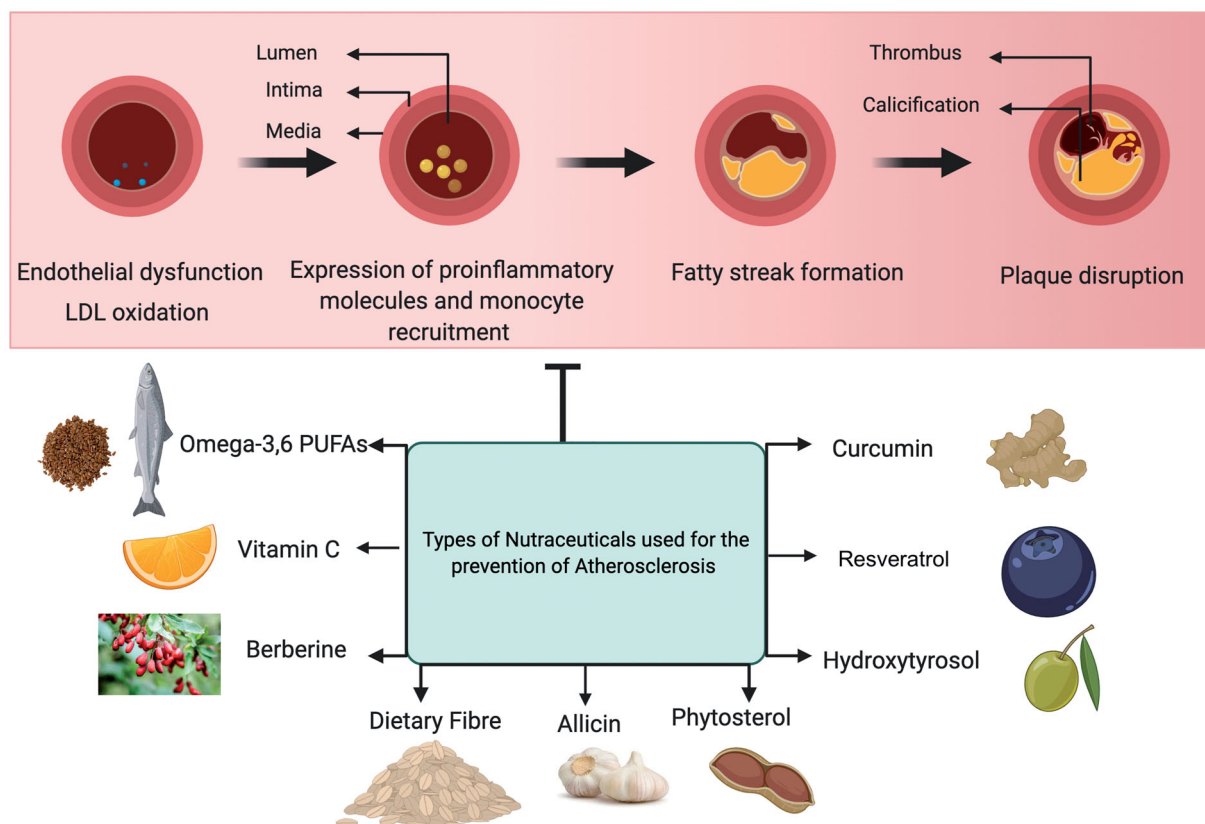 Lumen
Intima
Media
Thrombus
Calicification
Endothelial dysfunction
LDL oxidation
Expression of proinflammatory
molecules and monocyte
recruitment
Fatty streak formation
Plaque disruption
Omega-3,6 PUFAs
Vitamin C
Berberine
Types of Nutraceuticals used for the
prevention of Atherosclerosis
Curcumin
Resveratrol
Hydroxytyrosol
Dietary Fibre
Allicin
Phytosterol